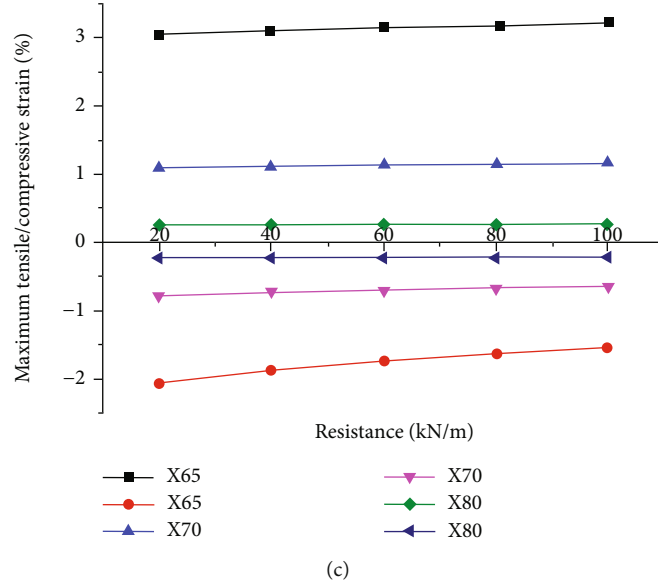 Maximum tensile/compressive strain (%)
3
2
1
0
−1
−2
20 40 60 80 100
Resistance (kN/m)
X65 X70
X65 X80
X70 X80
(c)